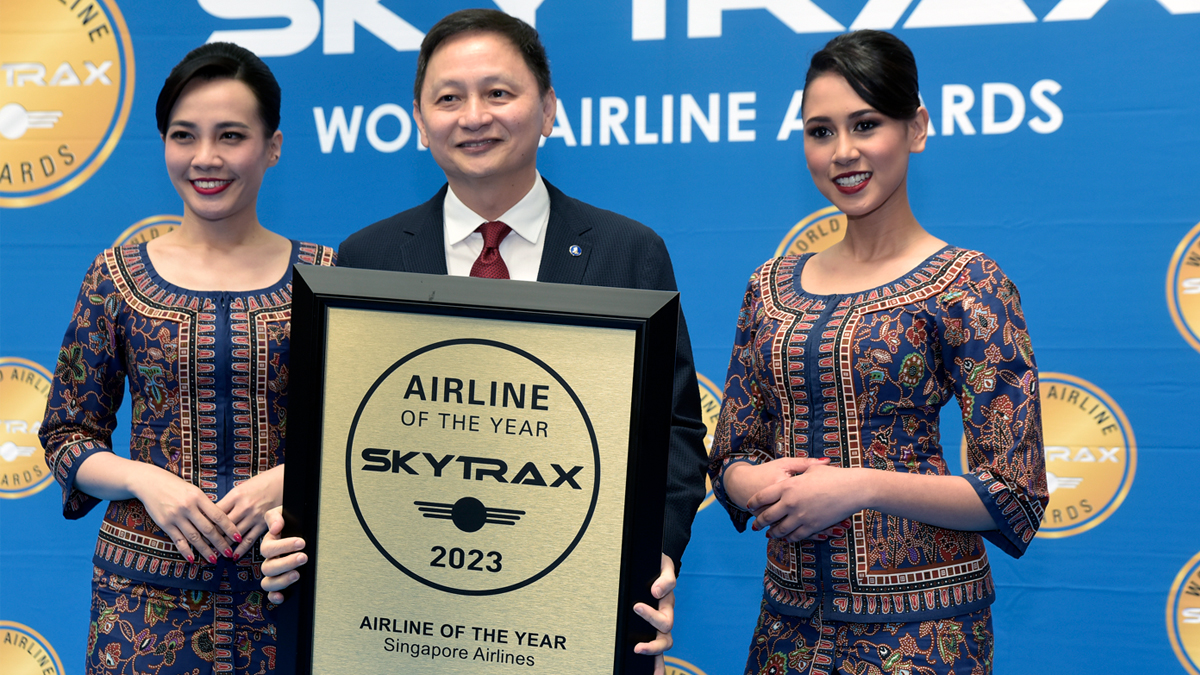 SKYTRAX
WORLD AIRLINE AWARDS
AIRLINE
OF THE YEAR
SKYTRAX
2023
AIRLINE OF THE YEAR
Singapore Airlines